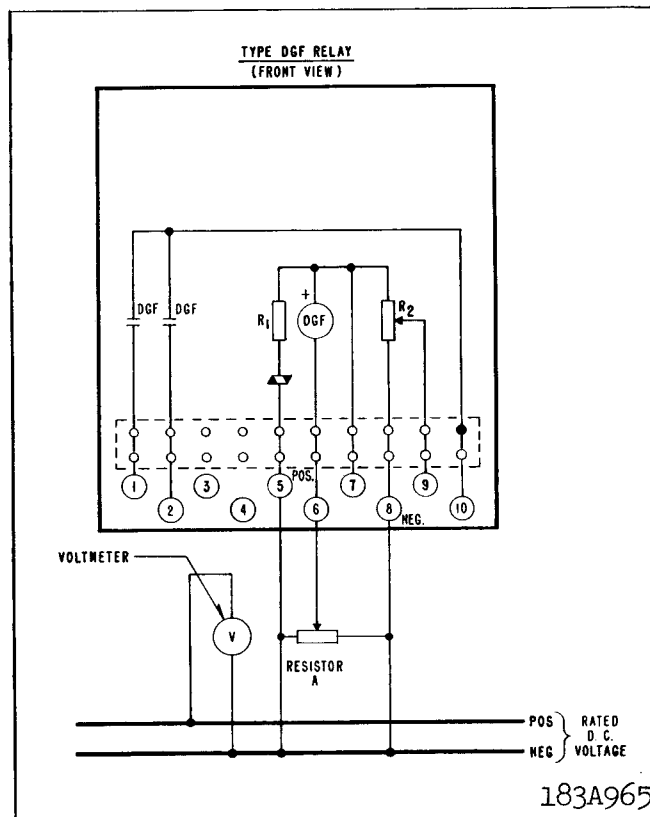 TYPE DGF RELAY
(FRONT VIEW)
DGF DGF
+
R1
DGF
R2
POS.
NEG.
1 2 3 4 5 6 7 8 9 10
VOLTMETER
V
RESISTOR
A
POS
NEG
RATED
D. C.
VOLTAGE
183A965